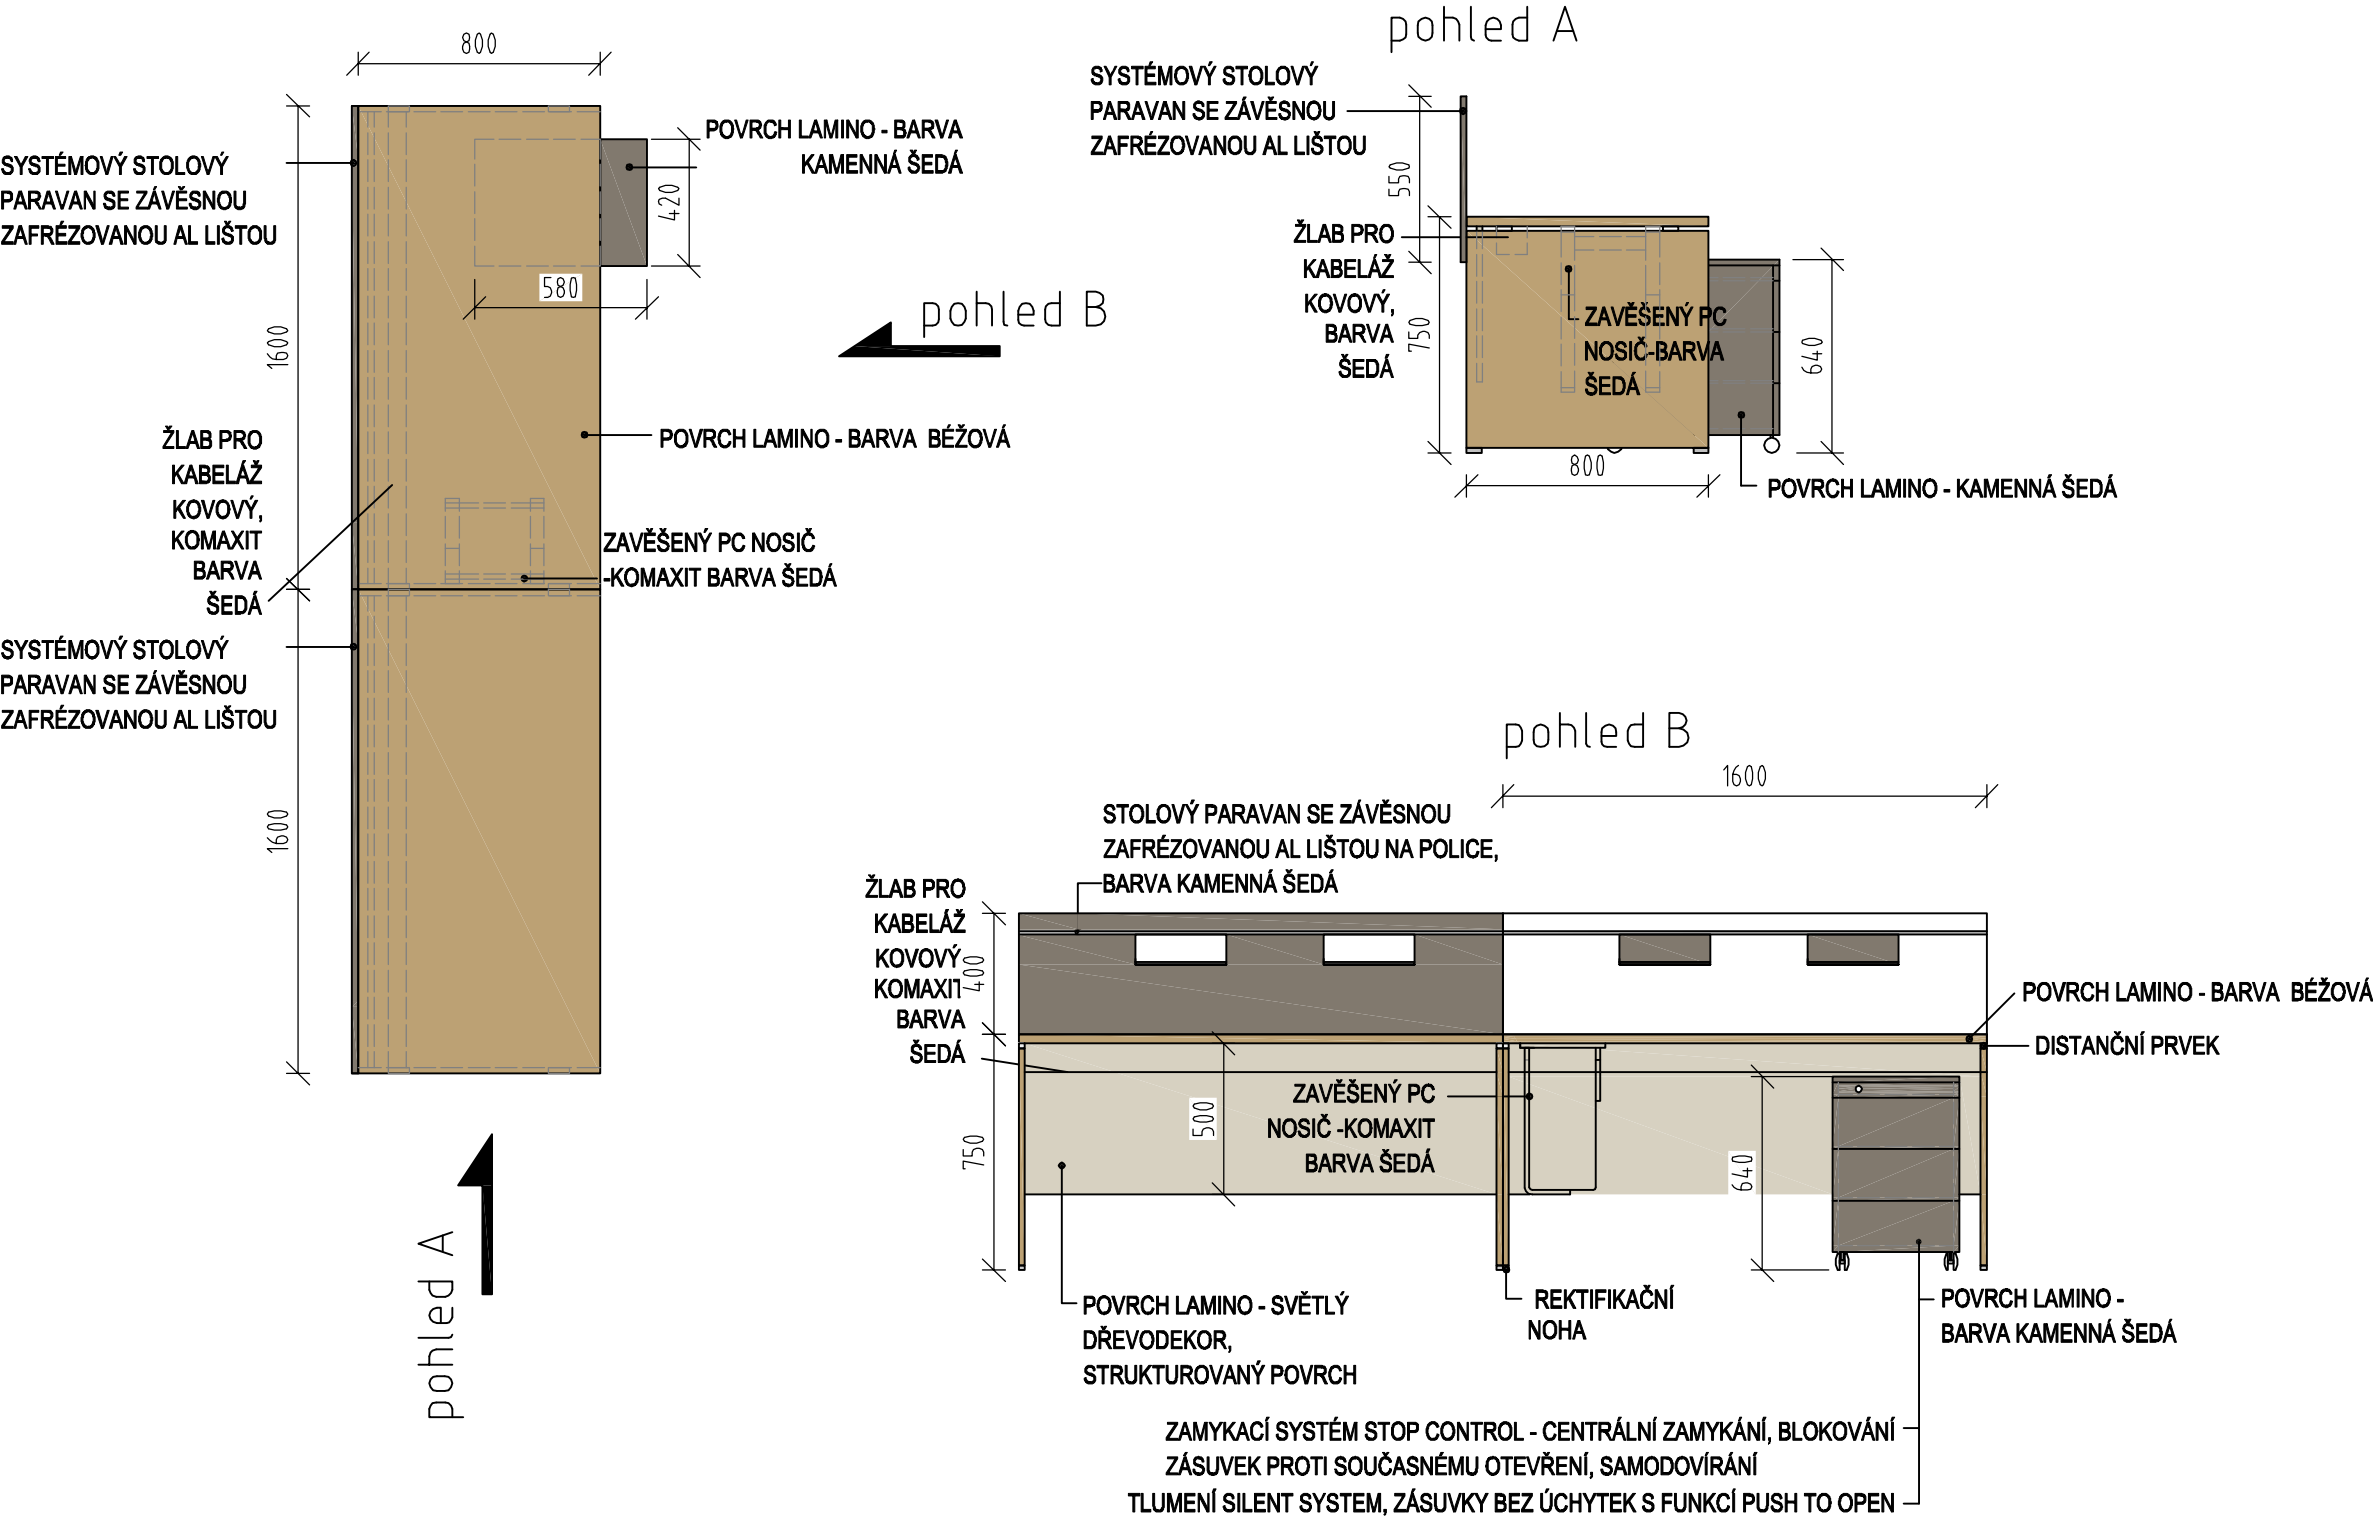 800
SYSTÉMOVÝ STOLOVÝ
PARAVAN SE ZÁVĚSNOU
ZAFRÉZOVANOU AL LIŠTOU
POVRCH LAMINO - BARVA
KAMENNÁ ŠEDÁ
420
580
1600
pohled B
POVRCH LAMINO - BARVA  BÉŽOVÁ
ŽLAB PRO
KABELÁŽ
KOVOVÝ,
KOMAXIT
BARVA
ŠEDÁ
ZAVĚŠENÝ PC NOSIČ
-KOMAXIT BARVA ŠEDÁ
SYSTÉMOVÝ STOLOVÝ
PARAVAN SE ZÁVĚSNOU
ZAFRÉZOVANOU AL LIŠTOU
1600
pohled A
pohled A
SYSTÉMOVÝ STOLOVÝ
PARAVAN SE ZÁVĚSNOU
ZAFRÉZOVANOU AL LIŠTOU
550
ŽLAB PRO
KABELÁŽ
KOVOVÝ,
BARVA
ŠEDÁ
750
ZAVĚŠENÝ PC
NOSIČ-BARVA
ŠEDÁ
640
800
POVRCH LAMINO - KAMENNÁ ŠEDÁ
pohled B
1600
STOLOVÝ PARAVAN SE ZÁVĚSNOU
ZAFRÉZOVANOU AL LIŠTOU NA POLICE,
BARVA KAMENNÁ ŠEDÁ
ŽLAB PRO
KABELÁŽ
KOVOVÝ
KOMAXIT
BARVA
ŠEDÁ
400
POVRCH LAMINO - BARVA  BÉŽOVÁ
DISTANČNÍ PRVEK
750
500
ZAVĚŠENÝ PC
NOSIČ -KOMAXIT
BARVA ŠEDÁ
640
POVRCH LAMINO - SVĚTLÝ
DŘEVODEKOR,
STRUKTUROVANÝ POVRCH
REKTIFIKAČNÍ
NOHA
POVRCH LAMINO -
BARVA KAMENNÁ ŠEDÁ
ZAMYKACÍ SYSTÉM STOP CONTROL - CENTRÁLNÍ ZAMYKÁNÍ, BLOKOVÁNÍ
ZÁSUVEK PROTI SOUČASNÉMU OTEVŘENÍ, SAMODOVÍRÁNÍ
TLUMENÍ SILENT SYSTEM, ZÁSUVKY BEZ ÚCHYTEK S FUNKCÍ PUSH TO OPEN